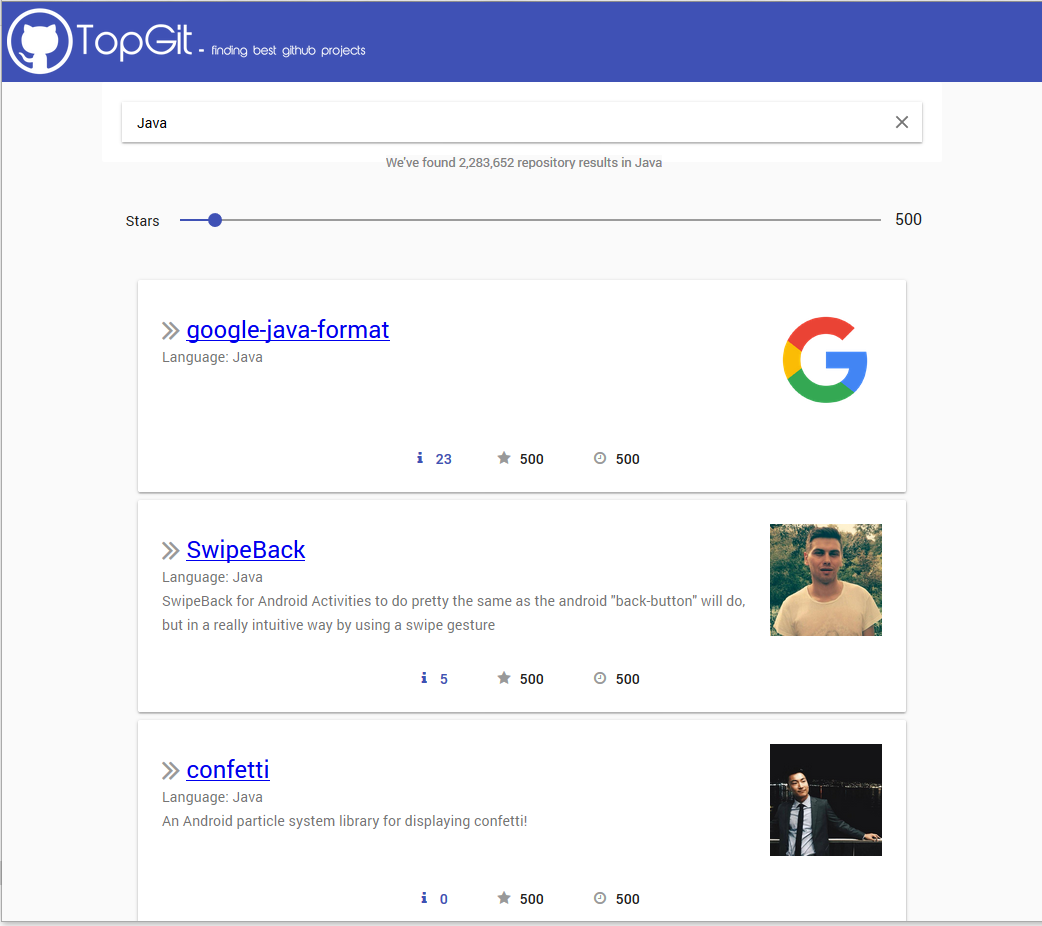 TopGit - finding best github projects
Java
We've found 2,283,652 repository results in Java
Stars 500
google-java-format
Language: Java
23 500 500
SwipeBack
Language: Java
SwipeBack for Android Activities to do pretty the same as the android "back-button" will do,
but in a really intuitive way by using a swipe gesture
5 500 500
confetti
Language: Java
An Android particle system library for displaying confetti!
0 500 500